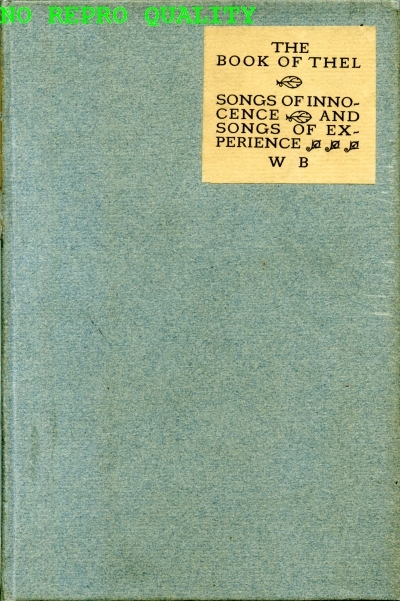 NO REPRO QUALITY
THE
BOOK OF THEL
SONGS OF INNO-
CENCE AND
SONGS OF EX-
PERIENCE
W B